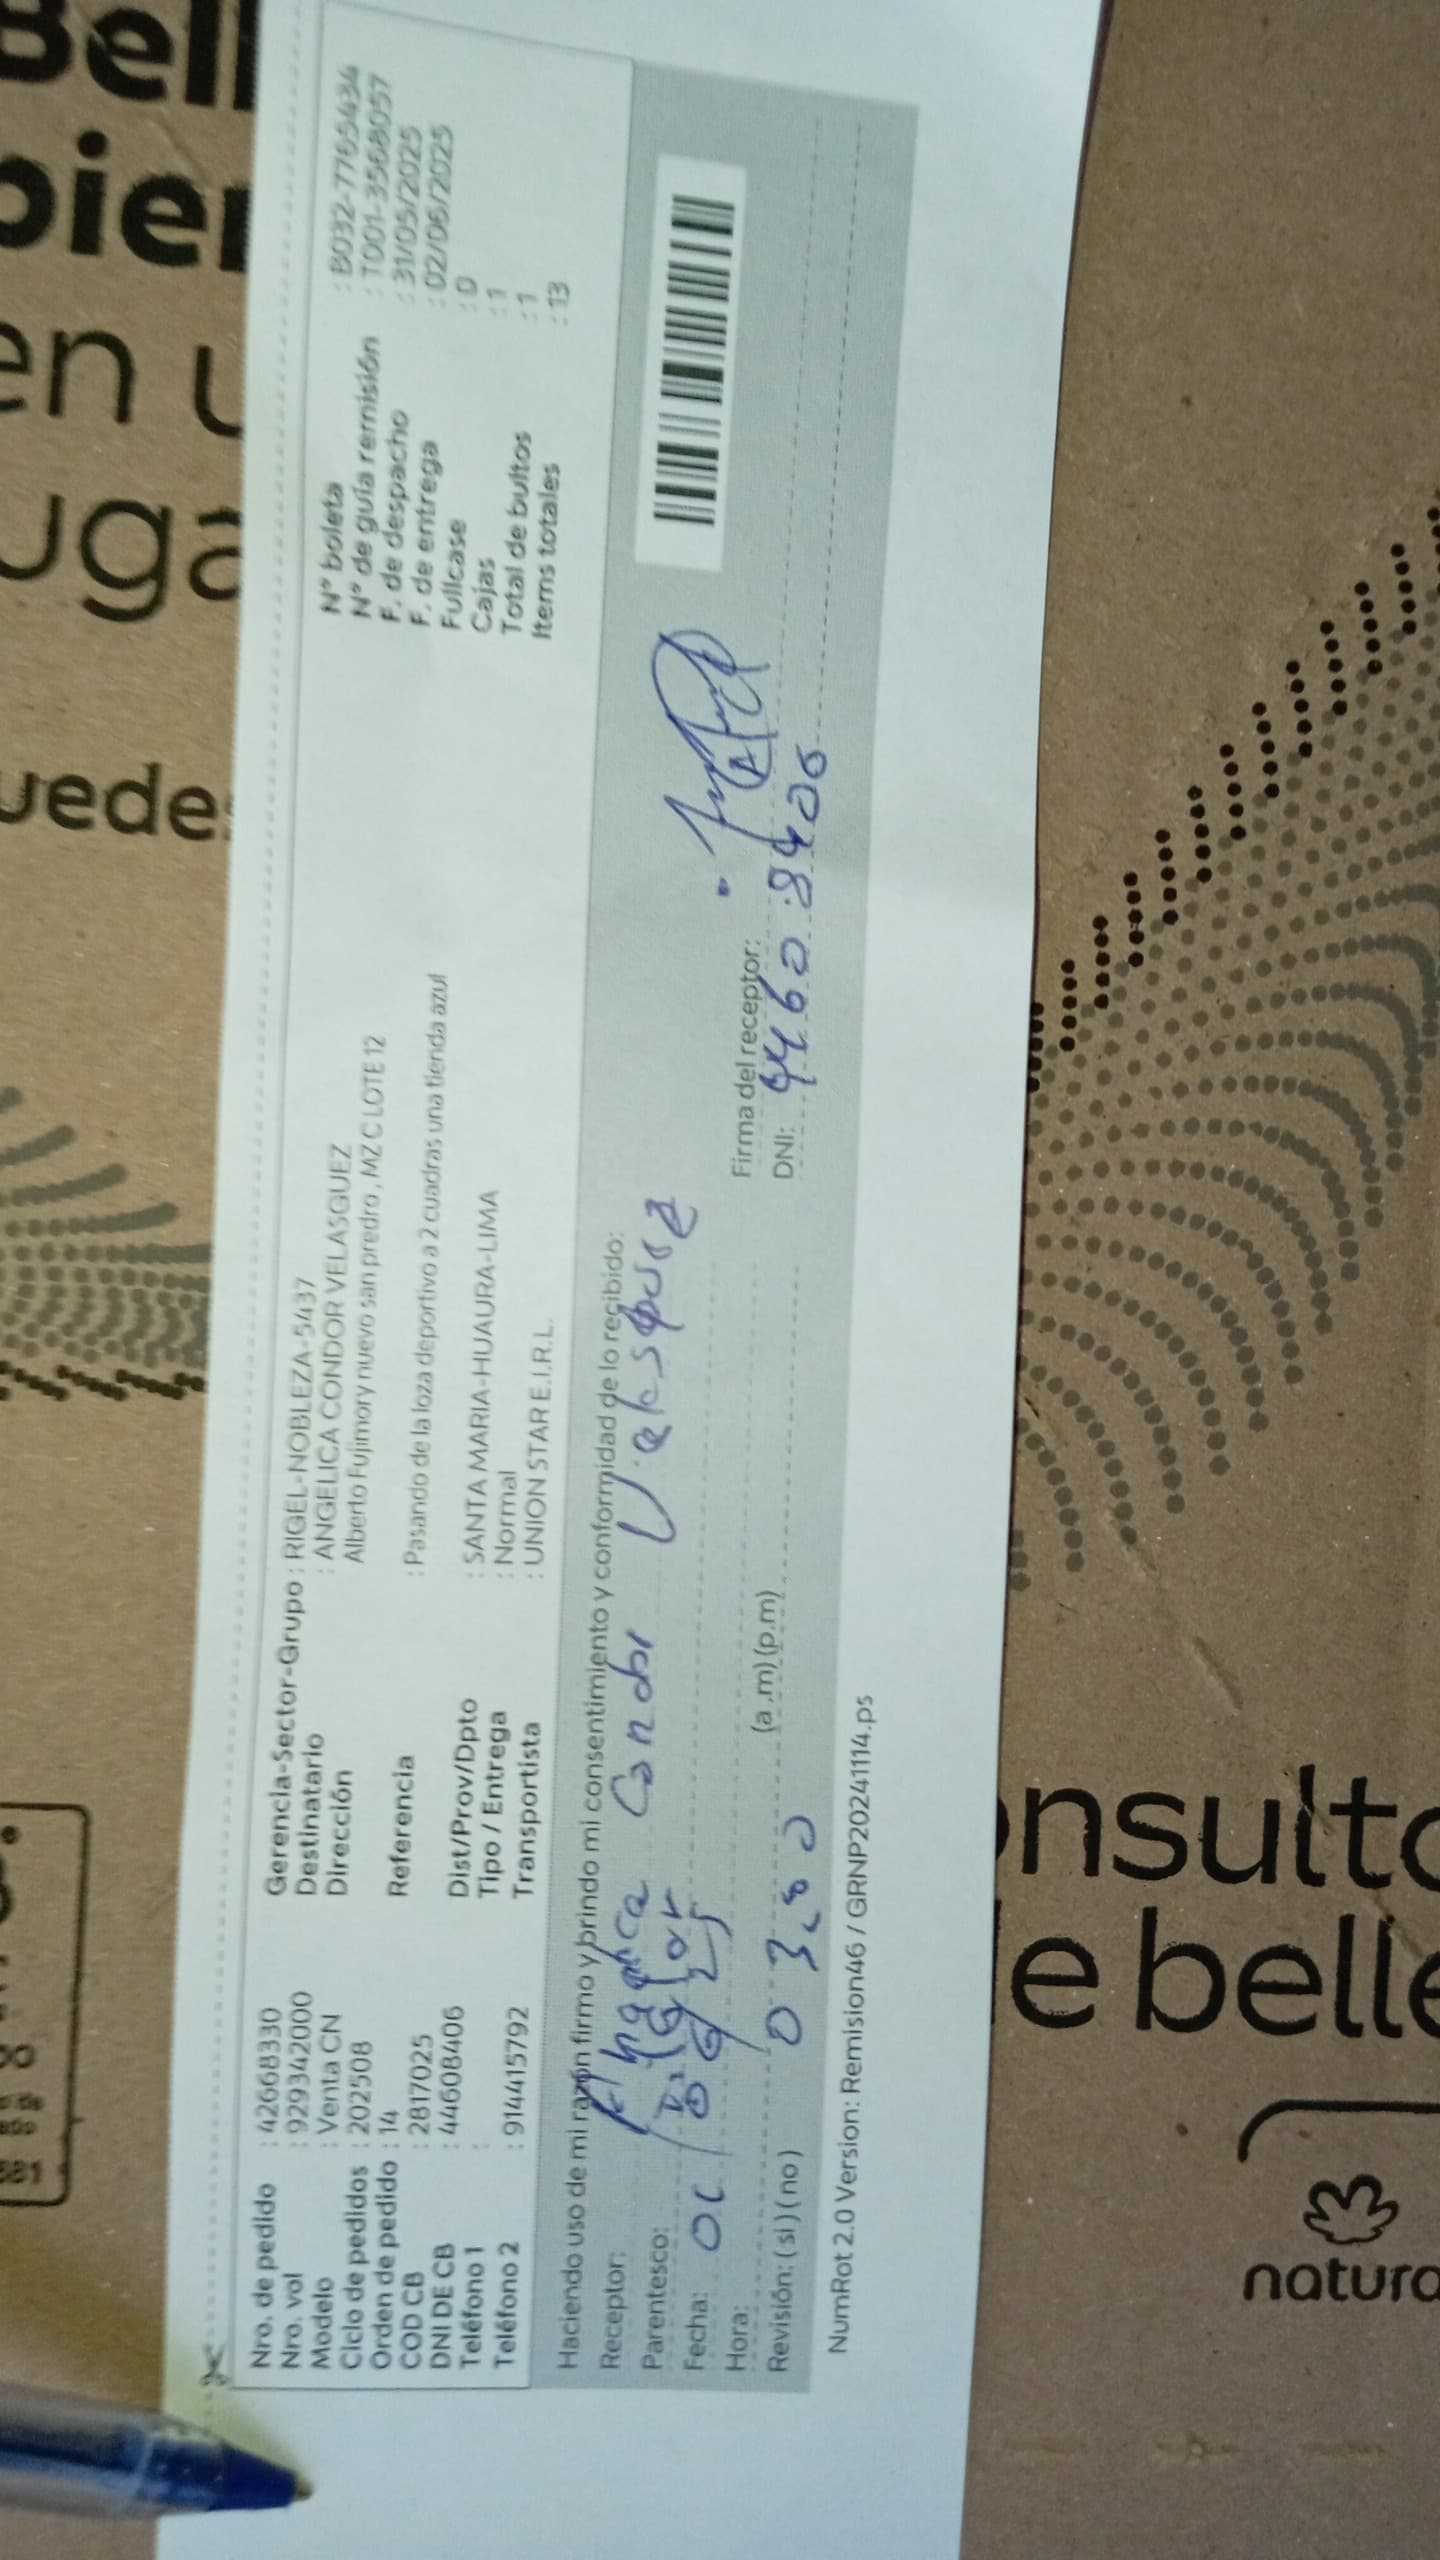 Nro. de pedido : 42668330
Nro. vol : 929342000
Modelo : Venta CN
Ciclo de pedidos : 202508
Orden de pedido : 14
COD CB : 2817025
DNI DE CB : 44608406
Teléfono 1 :
Teléfono 2 : 914415792
Gerencia-Sector-Grupo : RIGEL-NOBLEZA-5437
Destinatario : ANGELICA CONDOR VELASGUEZ
Dirección Alberto Fujimory nuevo san predro , MZ C LOTE 12
Referencia : Pasando de la loza deportivo a 2 cuadras una tienda azul
Dist/Prov/Dpto : SANTA MARIA-HUAURA-LIMA
Tipo / Entrega : Normal
Transportista : UNION STAR E.I.R.L.
N° boleta : B032-7765434
N° de guía remisión : T001-3568057
F. de despacho : 31/05/2025
F. de entrega : 02/06/2025
Fullcase : 0
Cajas : 1
Total de bultos : 1
Items totales : 13
Haciendo uso de mi razón firmo y brindo mi consentimiento y conformidad de lo recibido:
Receptor: Angelica Condor Velasquez
Parentesco:
Fecha:
Hora: (a.m) (p.m)
Revisión: ( si ) ( no )
Firma del receptor:
DNI: 44608406
NumRot 2.0 Version: Remision46 / GRNP20241114.ps
natura